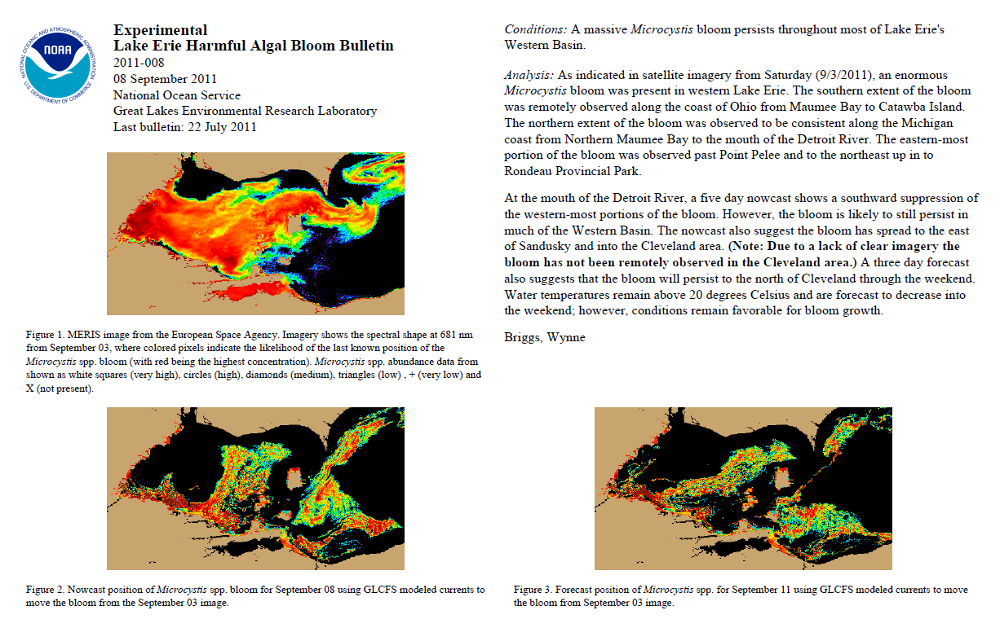 NATIONAL OCEANIC AND ATMOSPHERIC ADMINISTRATION
NOAA
U.S. DEPARTMENT OF COMMERCE
Experimental
Lake Erie Harmful Algal Bloom Bulletin
2011-008
08 September 2011
National Ocean Service
Great Lakes Environmental Research Laboratory
Last bulletin: 22 July 2011
Figure 1. MERIS image from the European Space Agency. Imagery shows the spectral shape at 681 nm
from September 03, where colored pixels indicate the likelihood of the last known position of the
Microcystis spp. bloom (with red being the highest concentration). Microcystis spp. abundance data from
shown as white squares (very high), circles (high), diamonds (medium), triangles (low) , + (very low) and
X (not present).
Conditions: A massive Microcystis bloom persists throughout most of Lake Erie's
Western Basin.
Analysis: As indicated in satellite imagery from Saturday (9/3/2011), an enormous
Microcystis bloom was present in western Lake Erie. The southern extent of the bloom
was remotely observed along the coast of Ohio from Maumee Bay to Catawba Island.
The northern extent of the bloom was observed to be consistent along the Michigan
coast from Northern Maumee Bay to the mouth of the Detroit River. The eastern-most
portion of the bloom was observed past Point Pelee and to the northeast up in to
Rondeau Provincial Park.
At the mouth of the Detroit River, a five day nowcast shows a southward suppression of
the western-most portions of the bloom. However, the bloom is likely to still persist in
much of the Western Basin. The nowcast also suggest the bloom has spread to the east
of Sandusky and into the Cleveland area. (Note: Due to a lack of clear imagery the
bloom has not been remotely observed in the Cleveland area.) A three day forecast
also suggests that the bloom will persist to the north of Cleveland through the weekend.
Water temperatures remain above 20 degrees Celsius and are forecast to decrease into
the weekend; however, conditions remain favorable for bloom growth.
Briggs, Wynne
Figure 2. Nowcast position of Microcystis spp. bloom for September 08 using GLCFS modeled currents to
move the bloom from the September 03 image.
Figure 3. Forecast position of Microcystis spp. for September 11 using GLCFS modeled currents to move
the bloom from September 03 image.